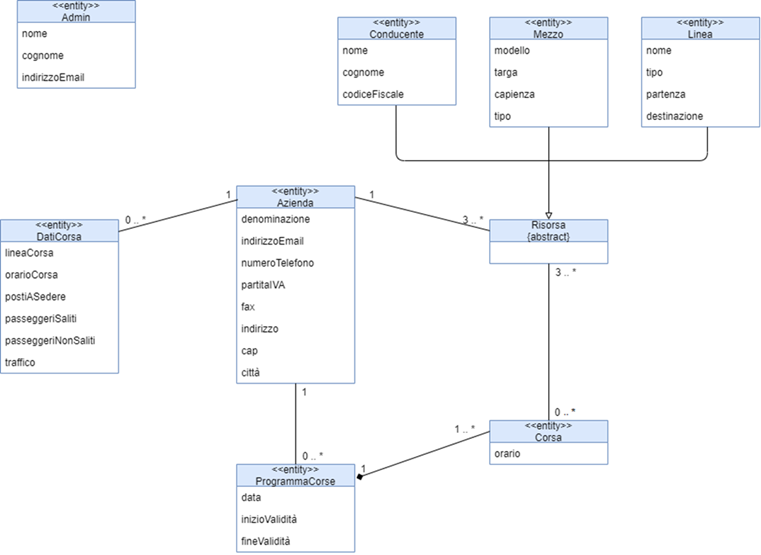 <<entity>>
Admin
nome
cognome
indirizzoEmail
<<entity>>
Conducente
nome
cognome
codiceFiscale
<<entity>>
Mezzo
modello
targa
capienza
tipo
<<entity>>
Linea
nome
tipo
partenza
destinazione
<<entity>>
DatiCorsa
lineaCorsa
orarioCorsa
postiASedere
passeggeriSaliti
passeggeriNonSaliti
traffico
0 .. *
1
<<entity>>
Azienda
denominazione
indirizzoEmail
numeroTelefono
partitaIVA
fax
indirizzo
cap
città
1
3 .. *
Risorsa
{abstract}
3 .. *
0 .. *
1
0 .. *
<<entity>>
ProgrammaCorse
data
inizioValidità
fineValidità
1
1 .. *
<<entity>>
Corsa
orario